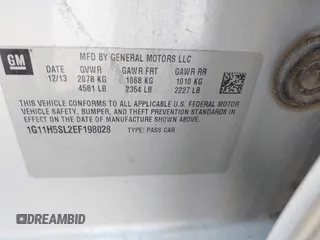 GM
MFD BY GENERAL MOTORS LLC
DATE GVWR GAWR FRT GAWR RR
12/13 2078 KG 1068 KG 1010 KG
4581 LB 2354 LB 2227 LB
THIS VEHICLE CONFORMS TO ALL APPLICABLE U.S. FEDERAL MOTOR
VEHICLE SAFETY, BUMPER, AND THEFT PREVENTION STANDARDS
IN EFFECT ON THE DATE OF MANUFACTURE SHOWN ABOVE.
1G11H5SL2EF198028 TYPE: PASS CAR
AUTOASTAT